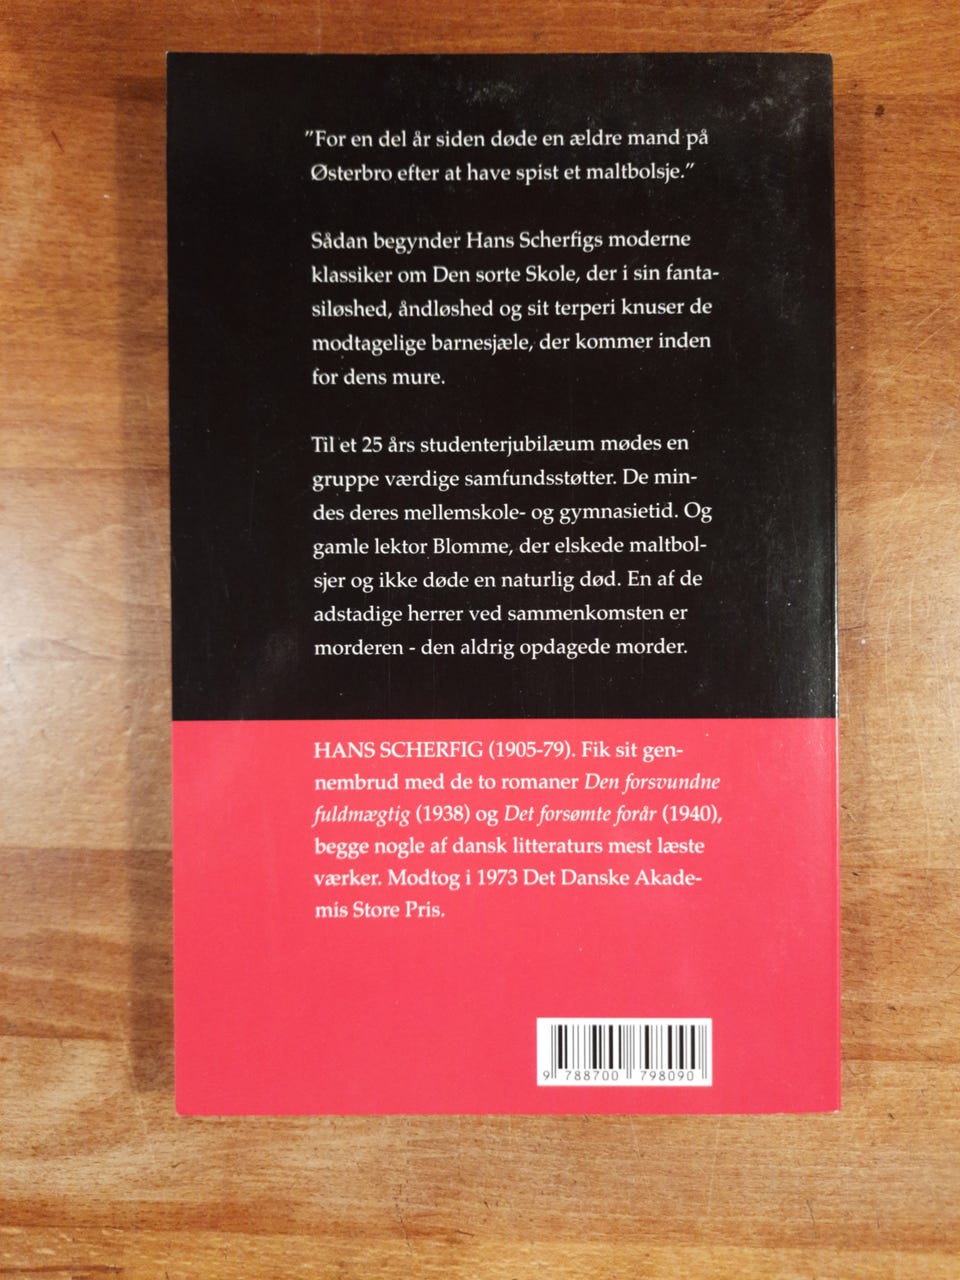 ”For en del år siden døde en ældre mand på
Østerbro efter at have spist et maltbolsje.”
Sådan begynder Hans Scherfigs moderne
klassiker om Den sorte Skole, der i sin fanta-
siløshed, åndløshed og sit terperi knuser de
modtagelige barnesjæle, der kommer inden
for dens mure.
Til et 25 års studenterjubilæum mødes en
gruppe værdige samfundsstøtter. De min-
des deres mellemskole- og gymnasietid. Og
gamle lektor Blomme, der elskede maltbol-
sjer og ikke døde en naturlig død. En af de
adstadige herrer ved sammenkomsten er
morderen - den aldrig opdagede morder.
HANS SCHERFIG (1905-79). Fik sit gen-
nembrud med de to romaner Den forsvundne
fuldmægtig (1938) og Det forsømte forår (1940),
begge nogle af dansk litteraturs mest læste
værker. Modtog i 1973 Det Danske Akade-
mis Store Pris.
9 788700 798090